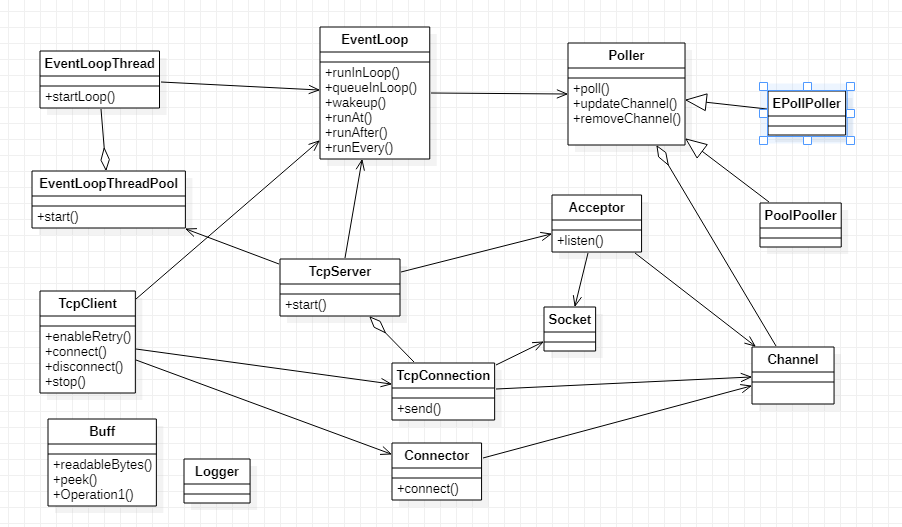 EventLoopThread
+startLoop()
EventLoop
+runInLoop()
+queueInLoop()
+wakeup()
+runAt()
+runAfter()
+runEvery()
Poller
+poll()
+updateChannel()
+removeChannel()
EPollPoller
EventLoopThreadPool
+start()
Acceptor
+listen()
PoolPooller
TcpServer
+start()
TcpClient
+enableRetry()
+connect()
+disconnect()
+stop()
Socket
Channel
TcpConnection
+send()
Buff
+readableBytes()
+peek()
+Operation1()
Logger
Connector
+connect()